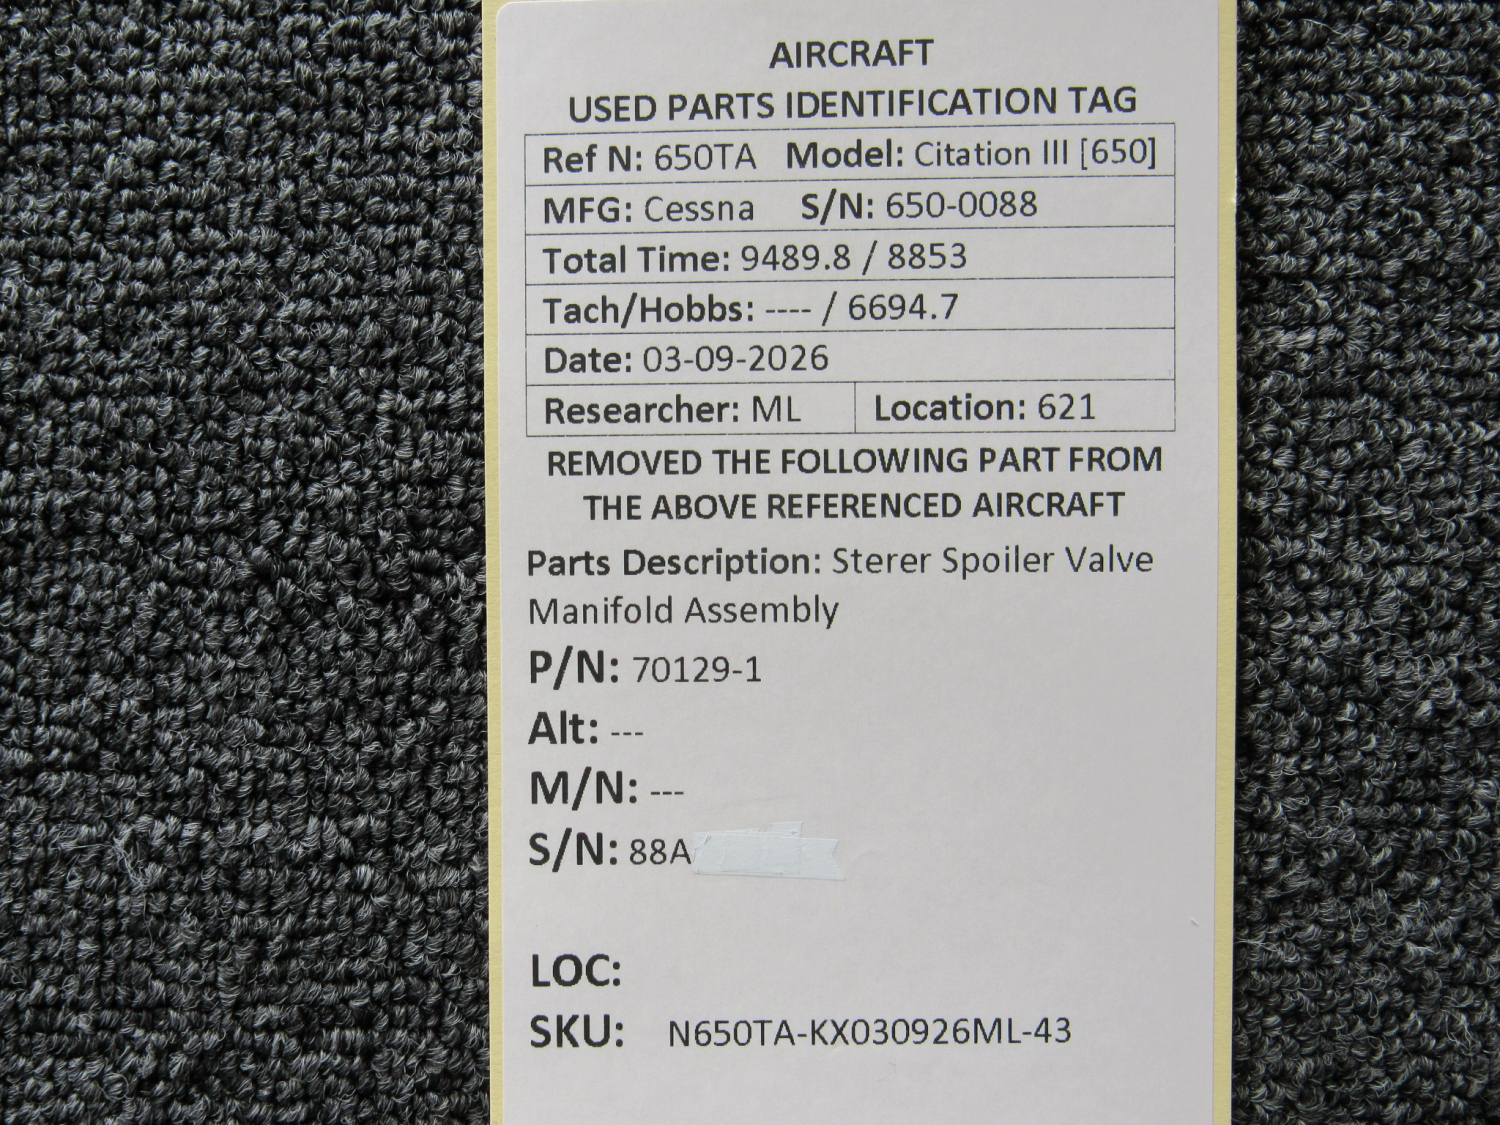 AIRCRAFT
USED PARTS IDENTIFICATION TAG
Ref N: 650TA Model: Citation III [650]
MFG: Cessna S/N: 650-0088
Total Time: 9489.8 / 8853
Tach/Hobbs: ---- / 6694.7
Date: 03-09-2026
Researcher: ML Location: 621
REMOVED THE FOLLOWING PART FROM
THE ABOVE REFERENCED AIRCRAFT
Parts Description: Sterer Spoiler Valve
Manifold Assembly
P/N: 70129-1
Alt: ---
M/N: ---
S/N: 88A
LOC:
SKU: N650TA-KX030926ML-43